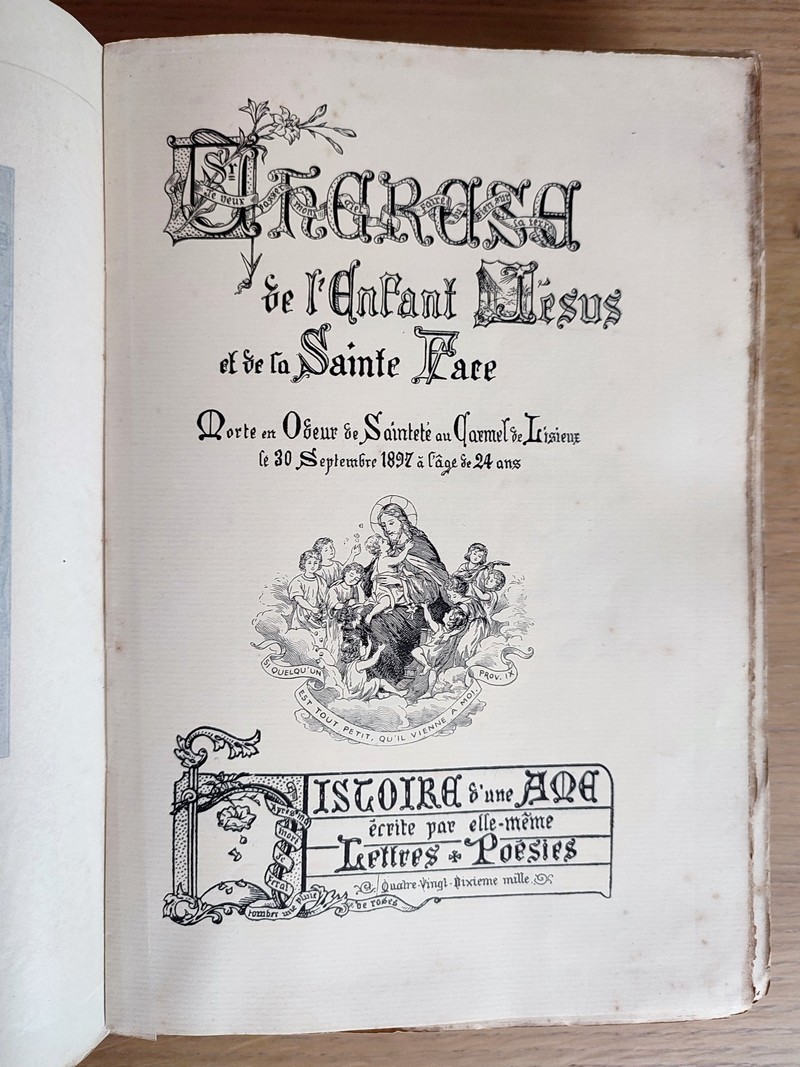 Sr THERESE
Je veux passer mon ciel à faire du bien sur la terre
de l'Enfant Jésus
et de la Sainte Face
Morte en Odeur de Sainteté au Carmel de Lisieux
le 30 Septembre 1897 à l'âge de 24 ans
SI QUELQU'UN
EST TOUT PETIT, QU'IL VIENNE A MOI.
PROV. IX
HISTOIRE d'une AME
écrite par elle-même
Lettres * Poésies
Quatre-Vingt-Dixième mille
Après ma
mort
je
ferai
tomber une pluie
de roses